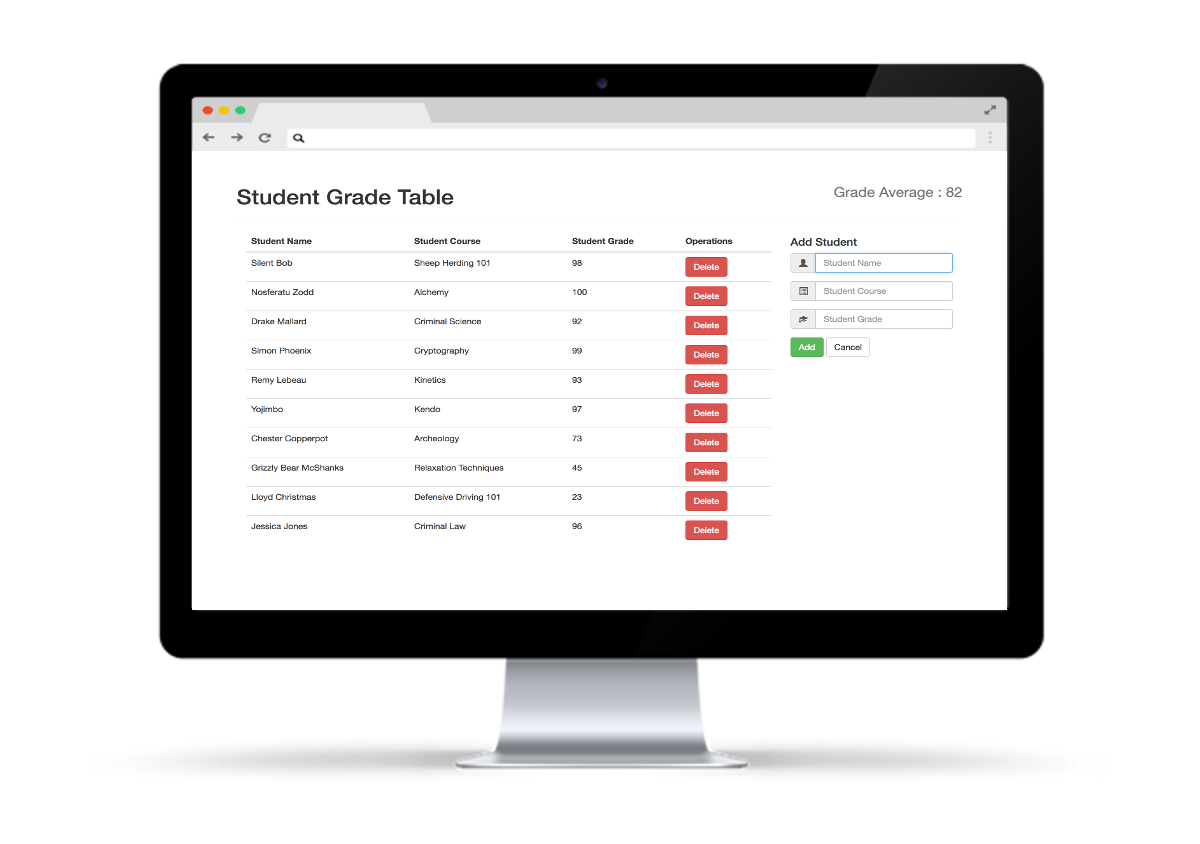 Student Grade Table
Grade Average : 82
Student Name Student Course Student Grade Operations
Silent Bob Sheep Herding 101 98 Delete
Nosferatu Zodd Alchemy 100 Delete
Drake Mallard Criminal Science 92 Delete
Simon Phoenix Cryptography 99 Delete
Remy Lebeau Kinetics 93 Delete
Yojimbo Kendo 97 Delete
Chester Copperpot Archeology 73 Delete
Grizzly Bear McShanks Relaxation Techniques 45 Delete
Lloyd Christmas Defensive Driving 101 23 Delete
Jessica Jones Criminal Law 96 Delete
Add Student
Student Name
Student Course
Student Grade
Add Cancel